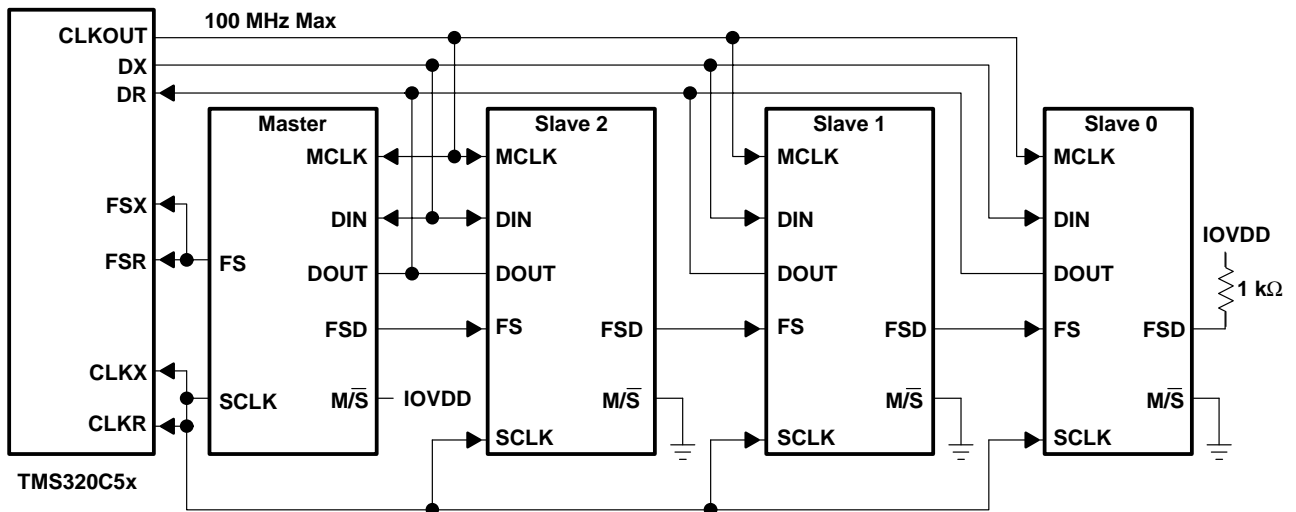 100 MHz Max
CLKOUT
DX
DR
FSX
FSR
CLKX
CLKR
TMS320C5x
Master
MCLK
DIN
DOUT
FS
FSD
SCLK
M/S̅
IOVDD
Slave 2
MCLK
DIN
DOUT
FS
FSD
M/S̅
SCLK
Slave 1
MCLK
DIN
DOUT
FS
FSD
M/S̅
SCLK
Slave 0
MCLK
DIN
DOUT
FS
FSD
M/S̅
SCLK
IOVDD
1 kΩ